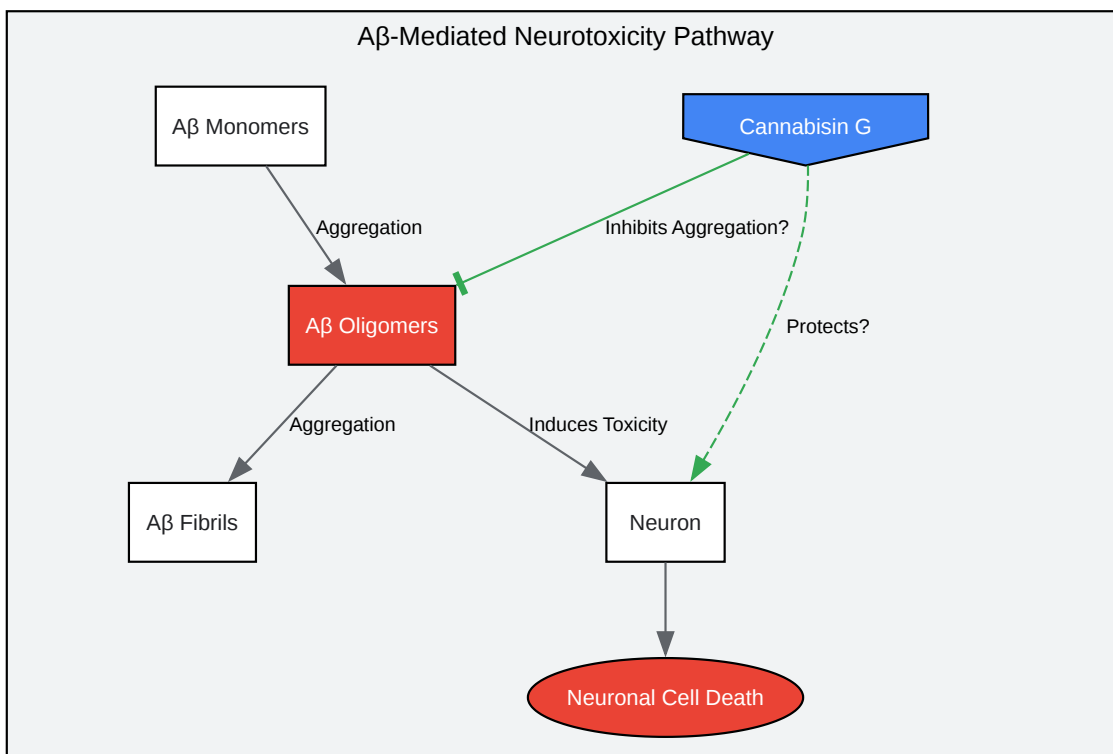 Aβ-Mediated Neurotoxicity Pathway
Aβ Monomers
Cannabisin G
Aggregation
Inhibits Aggregation?
Aβ Oligomers
Protects?
Aggregation
Induces Toxicity
Aβ Fibrils
Neuron
Neuronal Cell Death